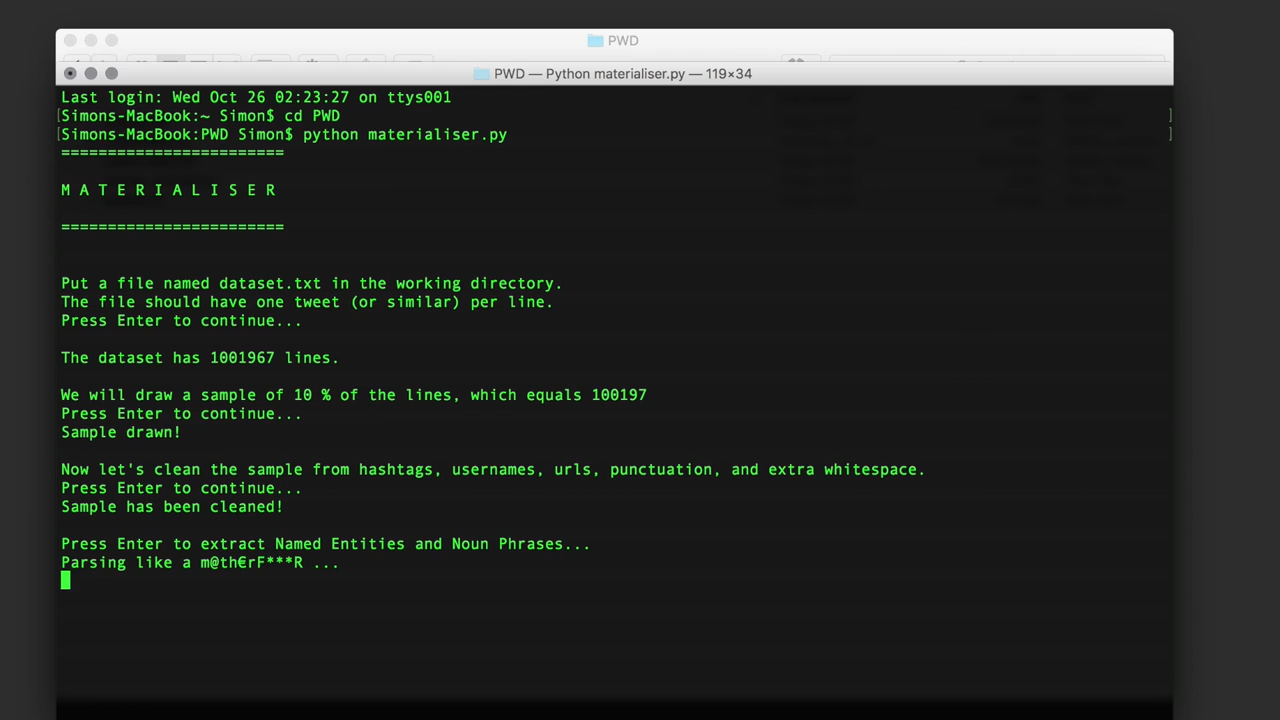 PWD
PWD — Python materialiser.py — 119×34
Last login: Wed Oct 26 02:23:27 on ttys001
[Simons-MacBook:~ Simon$ cd PWD ]
[Simons-MacBook:PWD Simon$ python materialiser.py ]
========================
M A T E R I A L I S E R
========================
Put a file named dataset.txt in the working directory.
The file should have one tweet (or similar) per line.
Press Enter to continue...
The dataset has 1001967 lines.
We will draw a sample of 10 % of the lines, which equals 100197
Press Enter to continue...
Sample drawn!
Now let's clean the sample from hashtags, usernames, urls, punctuation, and extra whitespace.
Press Enter to continue...
Sample has been cleaned!
Press Enter to extract Named Entities and Noun Phrases...
Parsing like a m@th€rF***R ...